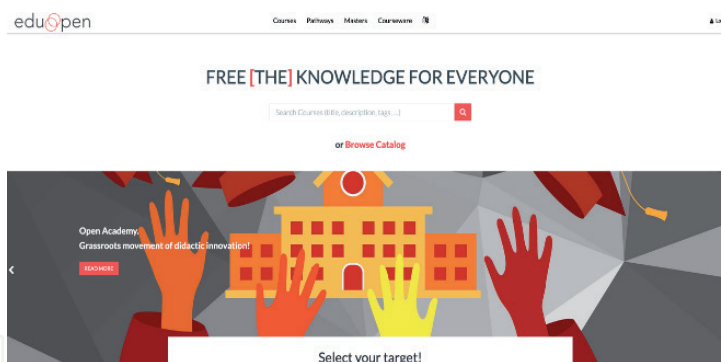 eduOpen
Courses Pathways Masters Courseware
FREE [THE] KNOWLEDGE FOR EVERYONE
Search Courses (title, description, tags ...)
or Browse Catalog
Open Academy.
Grassroots movement of didactic innovation!
READ MORE
Select your target!